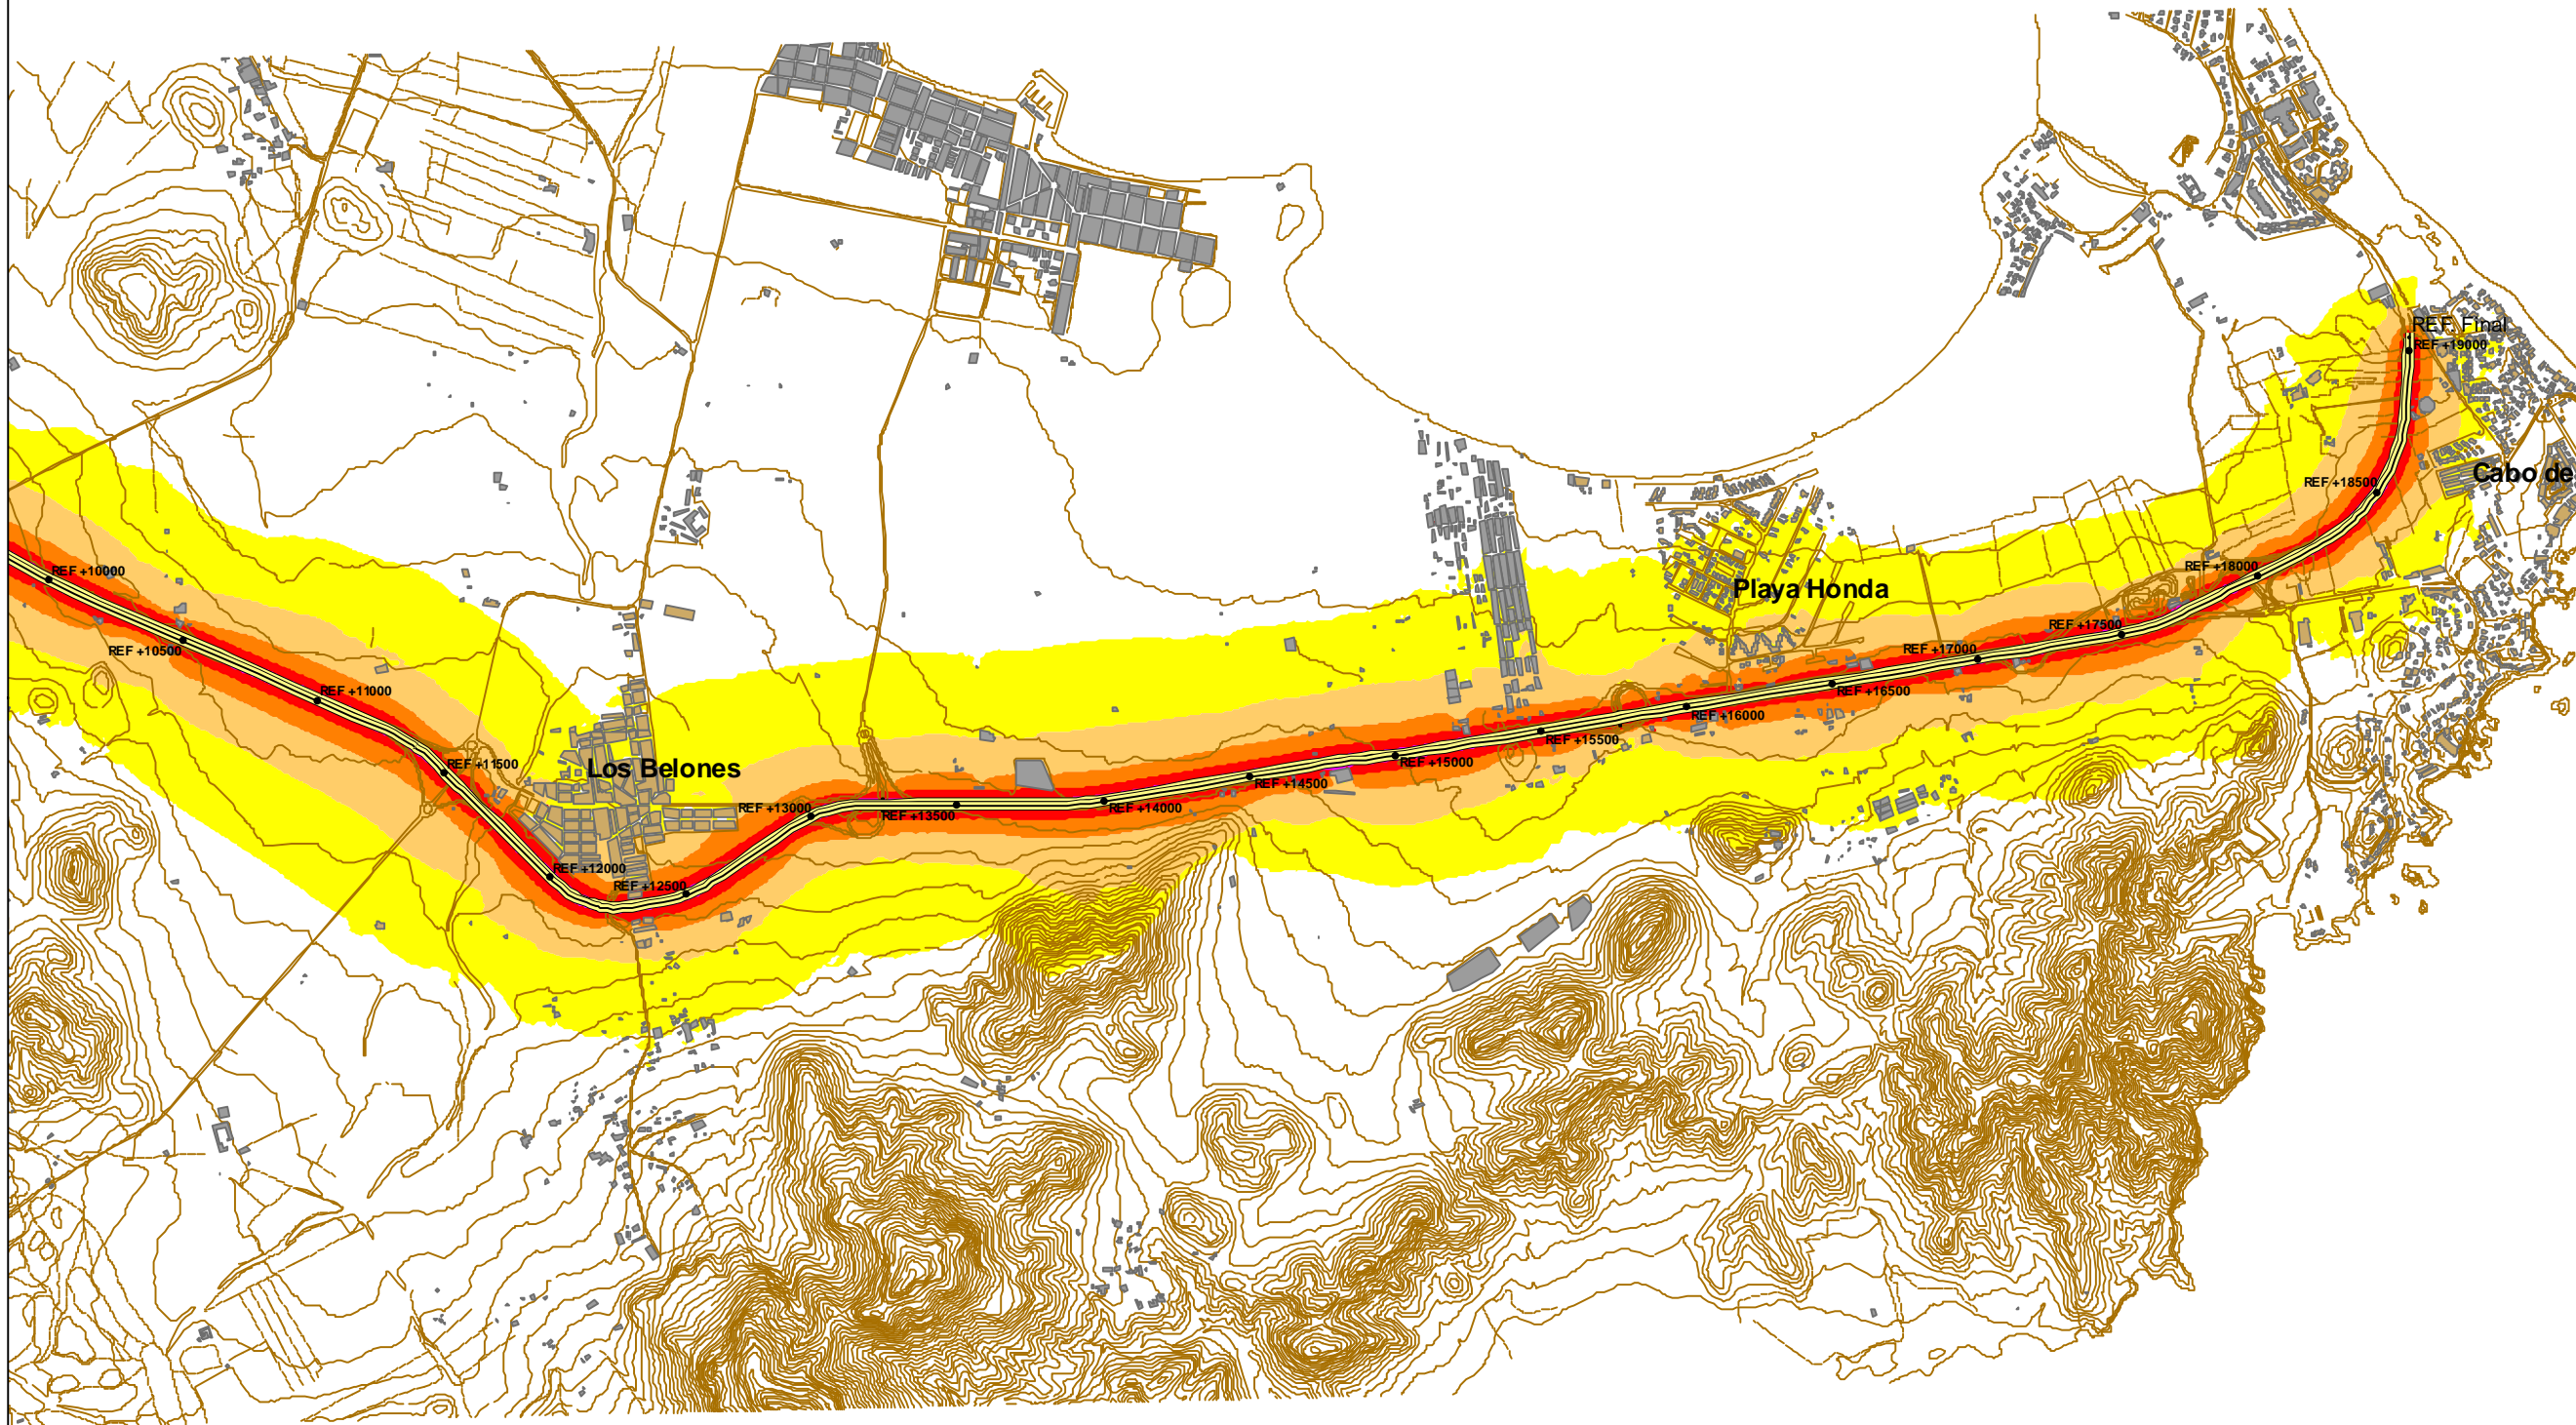 REF. Final
REF +19000
Cabo de
REF +18500
REF +18000
Playa Honda
REF +17500
REF +17000
REF +16500
REF +16000
REF +15500
REF +15000
REF +14500
REF +14000
REF +13500
REF +13000
Los Belones
REF +12500
REF +12000
REF +11500
REF +11000
REF +10500
REF +10000